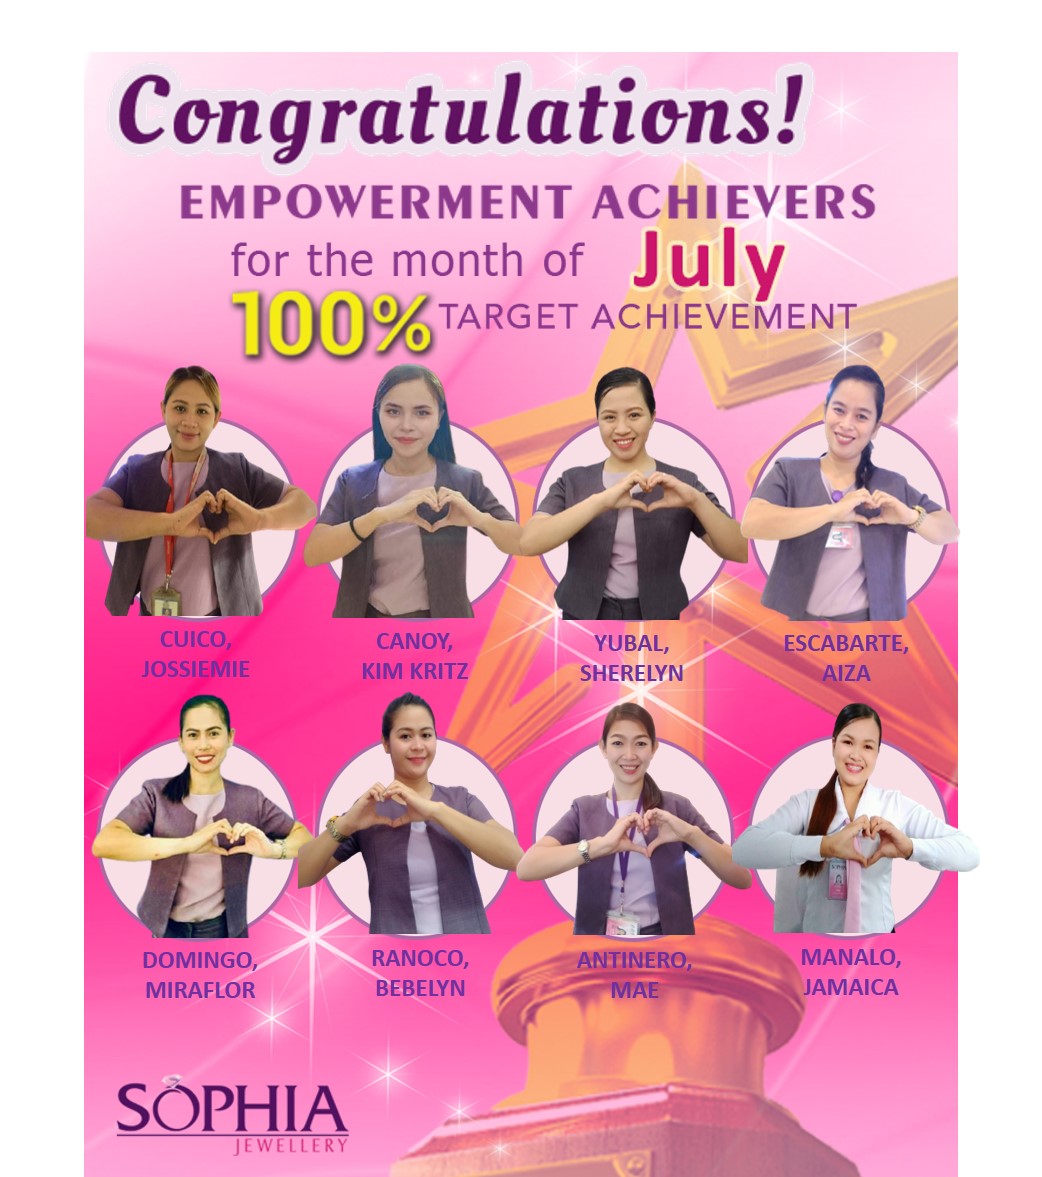 Congratulations!
EMPOWERMENT ACHIEVERS
for the month of July
100% TARGET ACHIEVEMENT
CUICO,
JOSSIEMIE
CANOY,
KIM KRITZ
YUBAL,
SHERELYN
ESCABARTE,
AIZA
DOMINGO,
MIRAFLOR
RANOCO,
BEBELYN
ANTINERO,
MAE
MANALO,
JAMAICA
SOPHIA
JEWELLERY